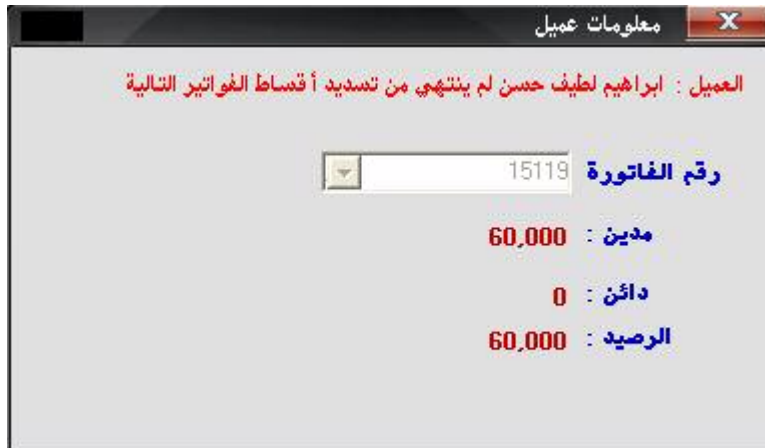 معلومات عميل
العميل : ابراهيم لطيف حسن لم ينتهي من تسديد أ قساط الفواتير التالية
رقم الفاتورة 15119
مدين : 60,000
دائن : 0
الرصيد : 60,000